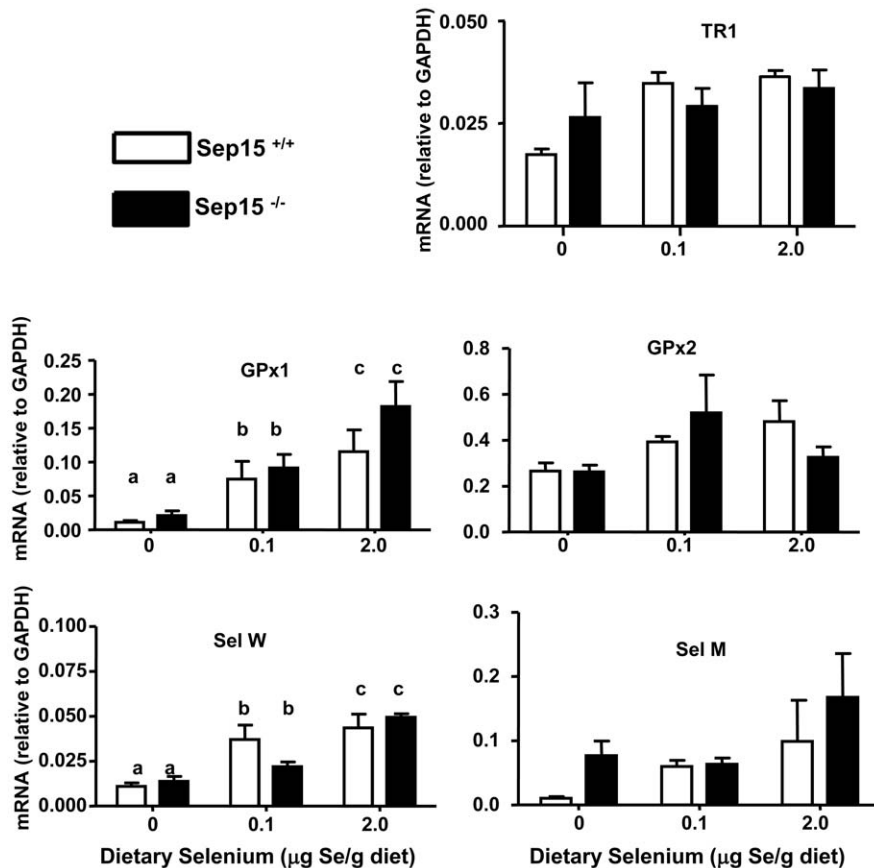 TR1
mRNA (relative to GAPDH)
0.050
0.025
0.000
0 0.1 2.0
Sep15 +/+
Sep15 -/-
GPx1
mRNA (relative to GAPDH)
0.25
0.20
0.15
0.10
0.05
0.00
a a b b c c
0 0.1 2.0
GPx2
0.8
0.6
0.4
0.2
0.0
0 0.1 2.0
Sel W
mRNA (relative to GAPDH)
0.100
0.075
0.050
0.025
0.000
a a b b c c
0 0.1 2.0
Dietary Selenium (μg Se/g diet)
Sel M
0.3
0.2
0.1
0.0
0 0.1 2.0
Dietary Selenium (μg Se/g diet)